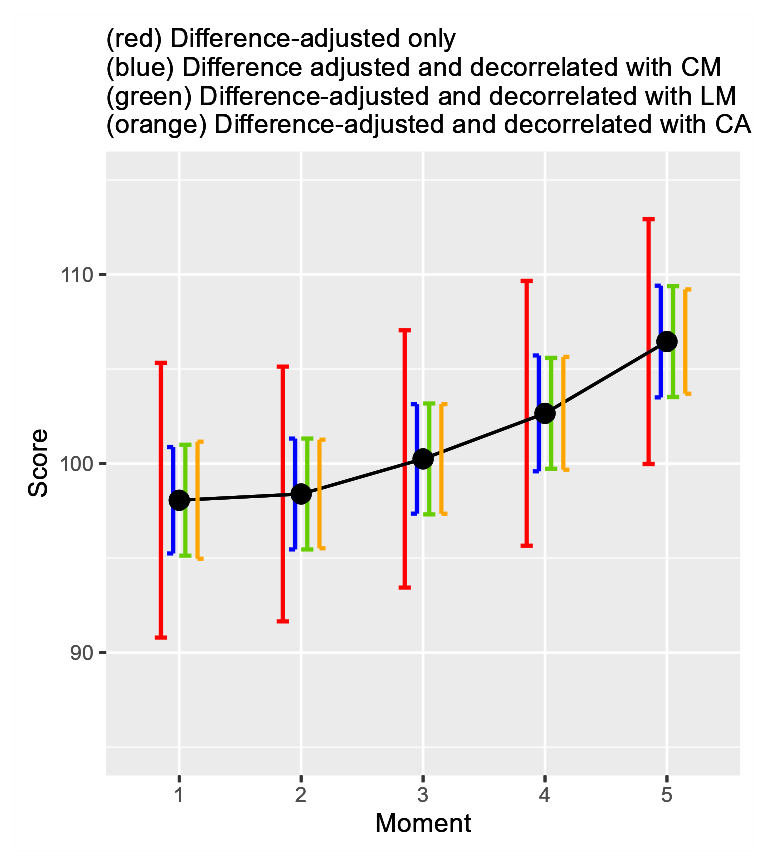 (red) Difference-adjusted only
(blue) Difference adjusted and decorrelated with CM
(green) Difference-adjusted and decorrelated with LM
(orange) Difference-adjusted and decorrelated with CA
110
100
90
Score
1 2 3 4 5
Moment